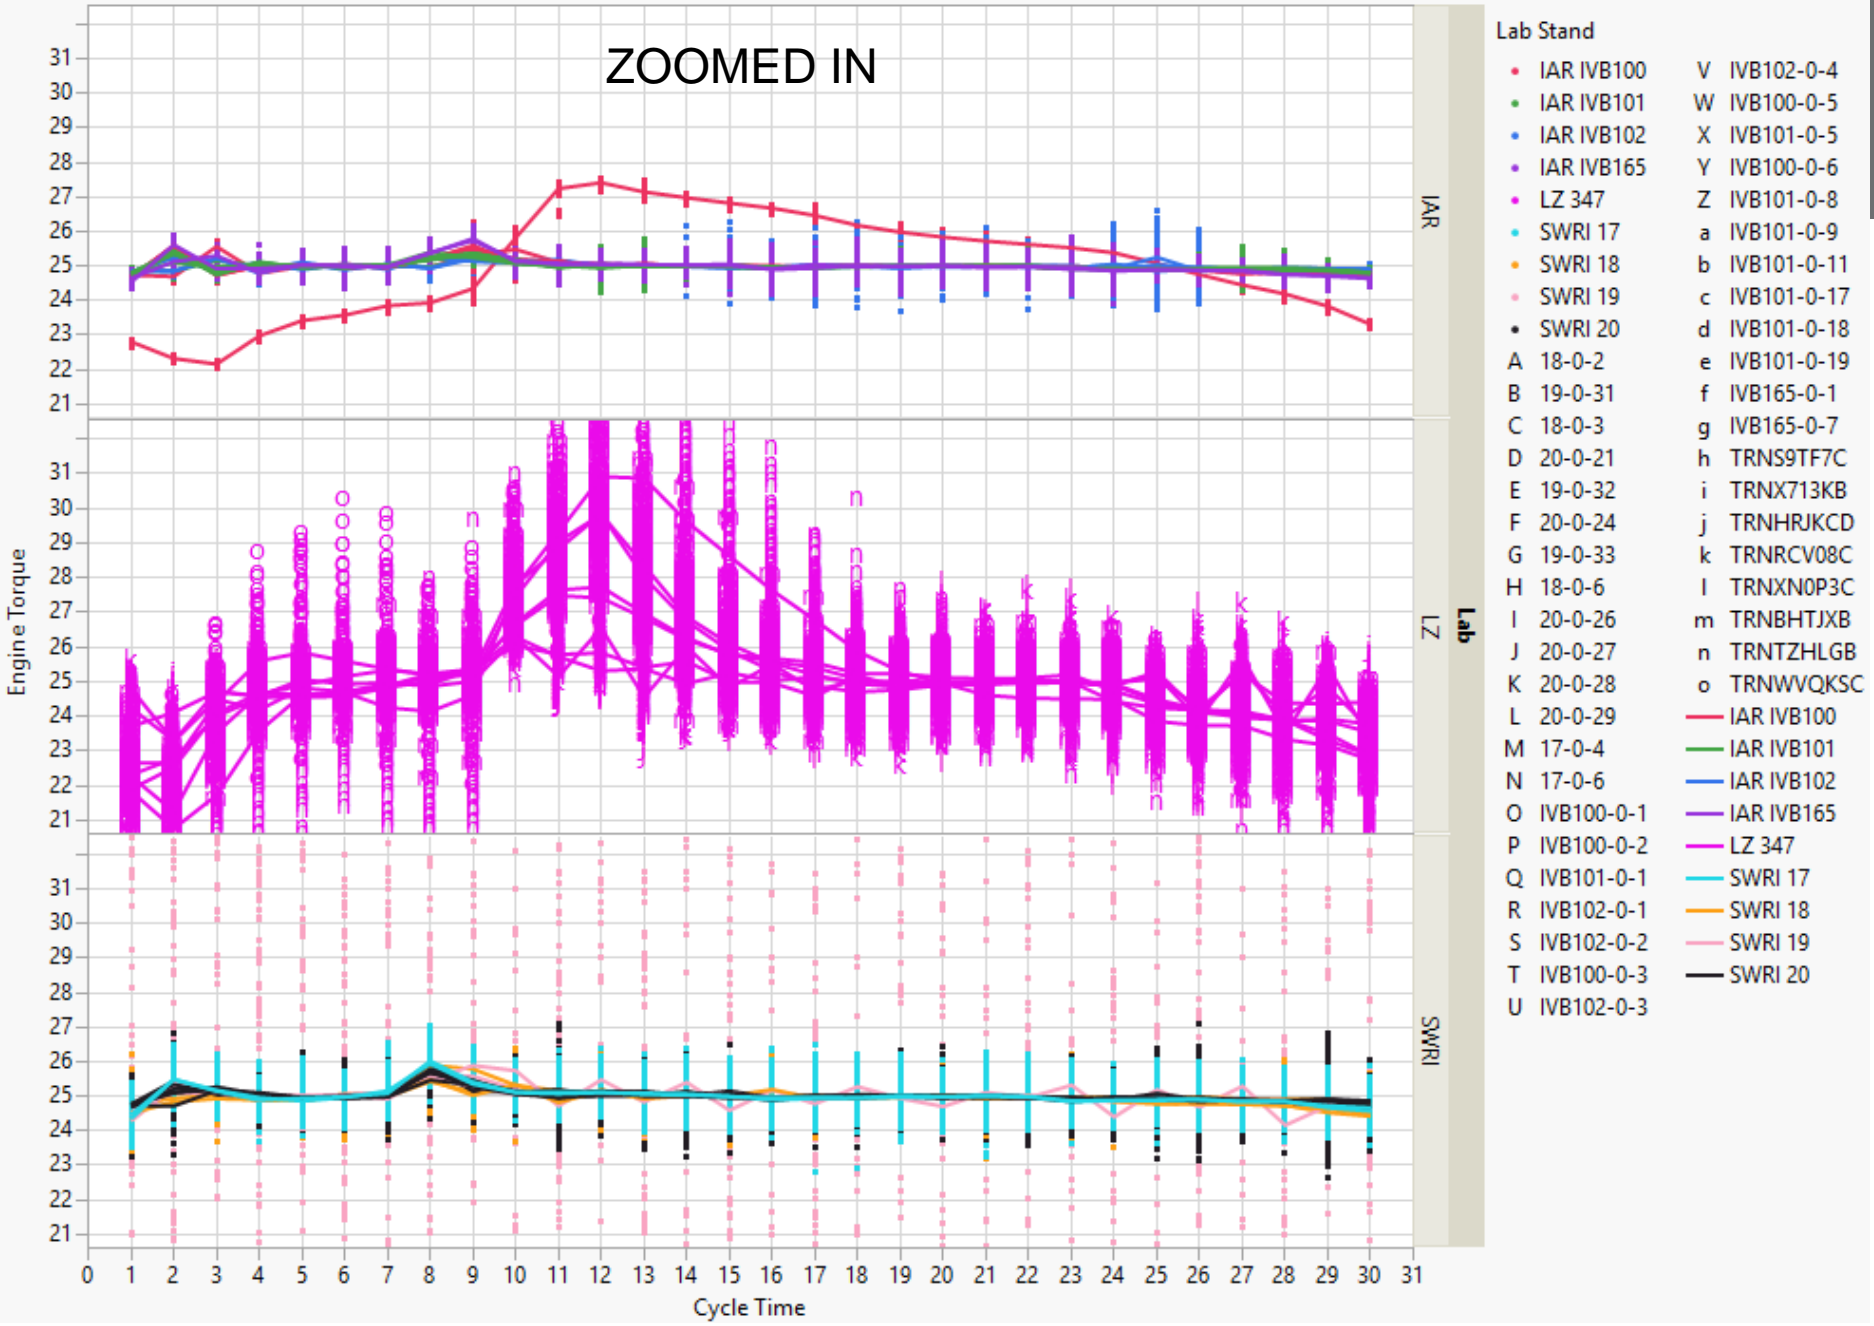 ZOOMED IN
31
30
29
28
27
26
25
24
23
22
21
IAR
31
30
29
28
27
26
25
24
23
22
21
LZ
31
30
29
28
27
26
25
24
23
22
21
SWRI
Lab
Engine Torque
0 1 2 3 4 5 6 7 8 9 10 11 12 13 14 15 16 17 18 19 20 21 22 23 24 25 26 27 28 29 30 31
Cycle Time
Lab Stand
IAR IVB100
IAR IVB101
IAR IVB102
IAR IVB165
LZ 347
SWRI 17
SWRI 18
SWRI 19
SWRI 20
A 18-0-2
B 19-0-31
C 18-0-3
D 20-0-21
E 19-0-32
F 20-0-24
G 19-0-33
H 18-0-6
I 20-0-26
J 20-0-27
K 20-0-28
L 20-0-29
M 17-0-4
N 17-0-6
O IVB100-0-1
P IVB100-0-2
Q IVB101-0-1
R IVB102-0-1
S IVB102-0-2
T IVB100-0-3
U IVB102-0-3
V IVB102-0-4
W IVB100-0-5
X IVB101-0-5
Y IVB100-0-6
Z IVB101-0-8
a IVB101-0-9
b IVB101-0-11
c IVB101-0-17
d IVB101-0-18
e IVB101-0-19
f IVB165-0-1
g IVB165-0-7
h TRNS9TF7C
i TRNX713KB
j TRNHRJKCD
k TRNRCV08C
l TRNXN0P3C
m TRNBHTJXB
n TRNTZHLGB
o TRNWVQKSC
IAR IVB100
IAR IVB101
IAR IVB102
IAR IVB165
LZ 347
SWRI 17
SWRI 18
SWRI 19
SWRI 20